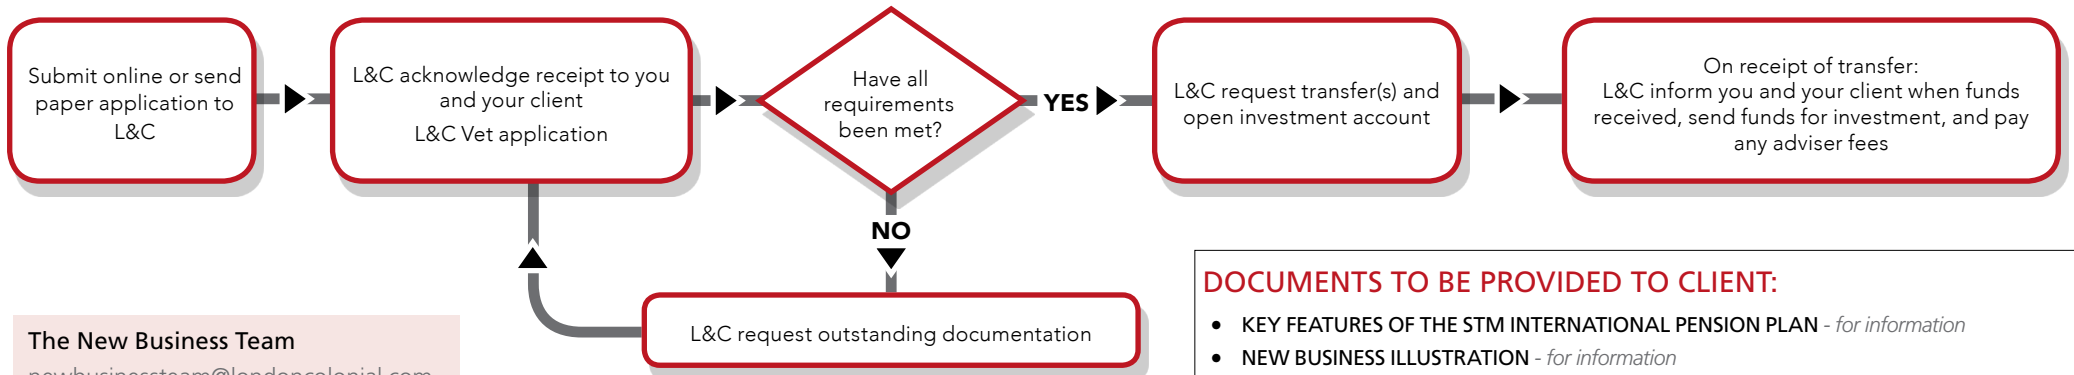 Submit online or send
paper application to
L&C
L&C acknowledge receipt to you
and your client
L&C Vet application
Have all
requirements
been met?
YES
L&C request transfer(s) and
open investment account
On receipt of transfer:
L&C inform you and your client when funds
received, send funds for investment, and pay
any adviser fees
NO
L&C request outstanding documentation
The New Business Team
newbusinessteam@londoncolonial.com
DOCUMENTS TO BE PROVIDED TO CLIENT:
• KEY FEATURES OF THE STM INTERNATIONAL PENSION PLAN - for information
• NEW BUSINESS ILLUSTRATION - for information